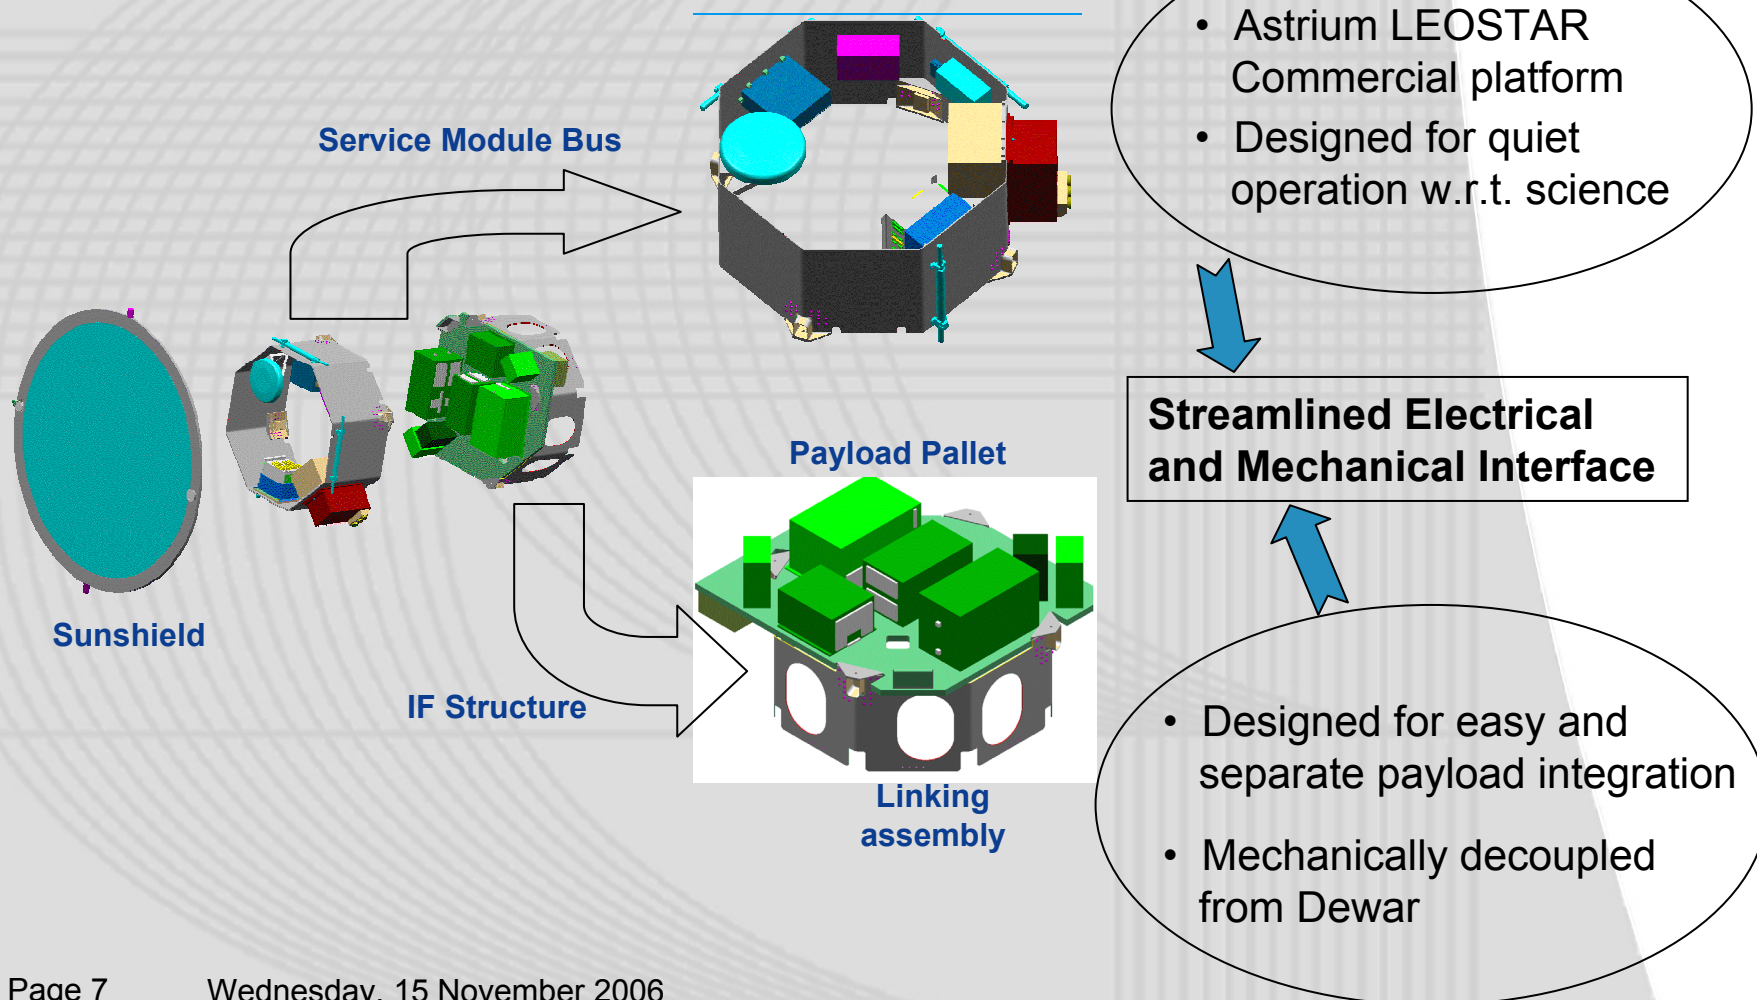 • Astrium LEOSTAR
Commercial platform
• Designed for quiet
operation w.r.t. science
Service Module Bus
Streamlined Electrical
and Mechanical Interface
Payload Pallet
Sunshield
IF Structure
Linking
assembly
• Designed for easy and
separate payload integration
• Mechanically decoupled
from Dewar
Page 7 Wednesday, 15 November 2006